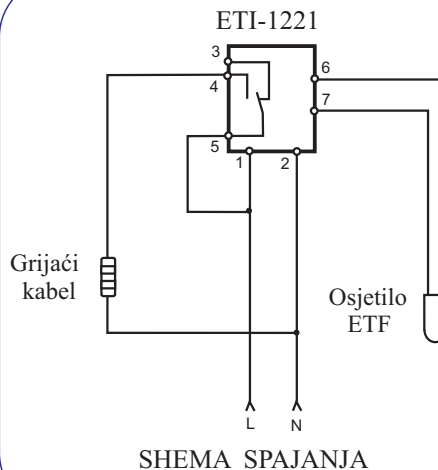 ETI-1221
3
4
5
6
7
1
2
Grijaći
kabel
Osjetilo
ETF
L
N
SHEMA SPAJANJA